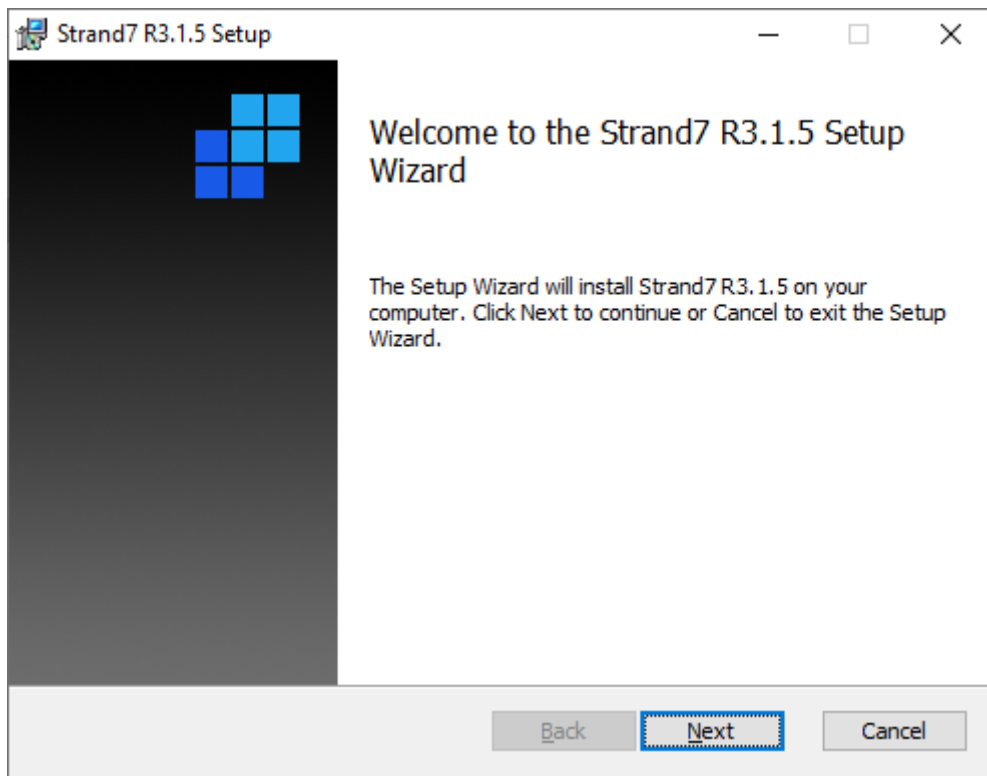 Strand7 R3.1.5 Setup
Welcome to the Strand7 R3.1.5 Setup
Wizard
The Setup Wizard will install Strand7 R3.1.5 on your
computer. Click Next to continue or Cancel to exit the Setup
Wizard.
Back Next Cancel